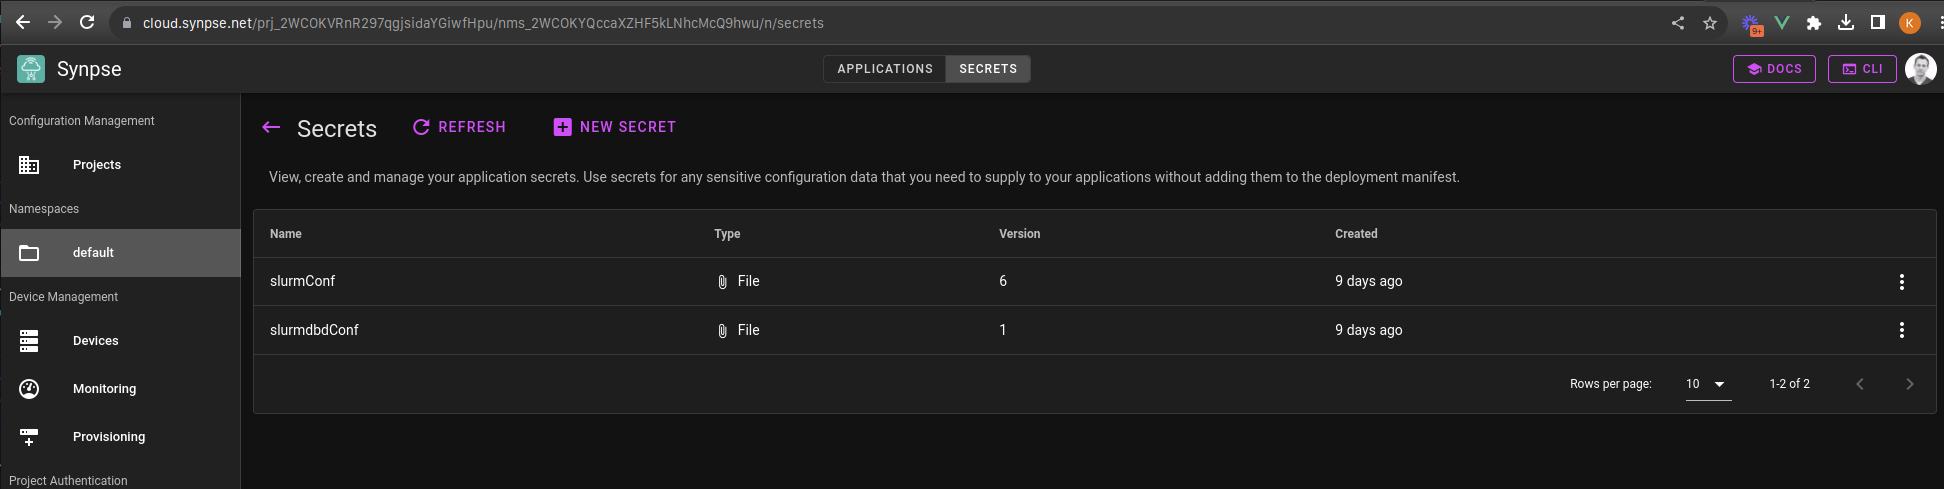 cloud.synpse.net/prj_2WCOKVRnR297qgjsidaYGiwfHpu/nms_2WCOKYQccaXZHF5kLNhcMcQ9hwu/n/secrets
9+
K
Synpse
APPLICATIONS
SECRETS
DOCS
CLI
Configuration Management
Projects
Namespaces
default
Device Management
Devices
Monitoring
Provisioning
Project Authentication
Secrets
REFRESH
NEW SECRET
View, create and manage your application secrets. Use secrets for any sensitive configuration data that you need to supply to your applications without adding them to the deployment manifest.
Name Type Version Created
slurmConf File 6 9 days ago
slurmdbdConf File 1 9 days ago
Rows per page: 10 1-2 of 2